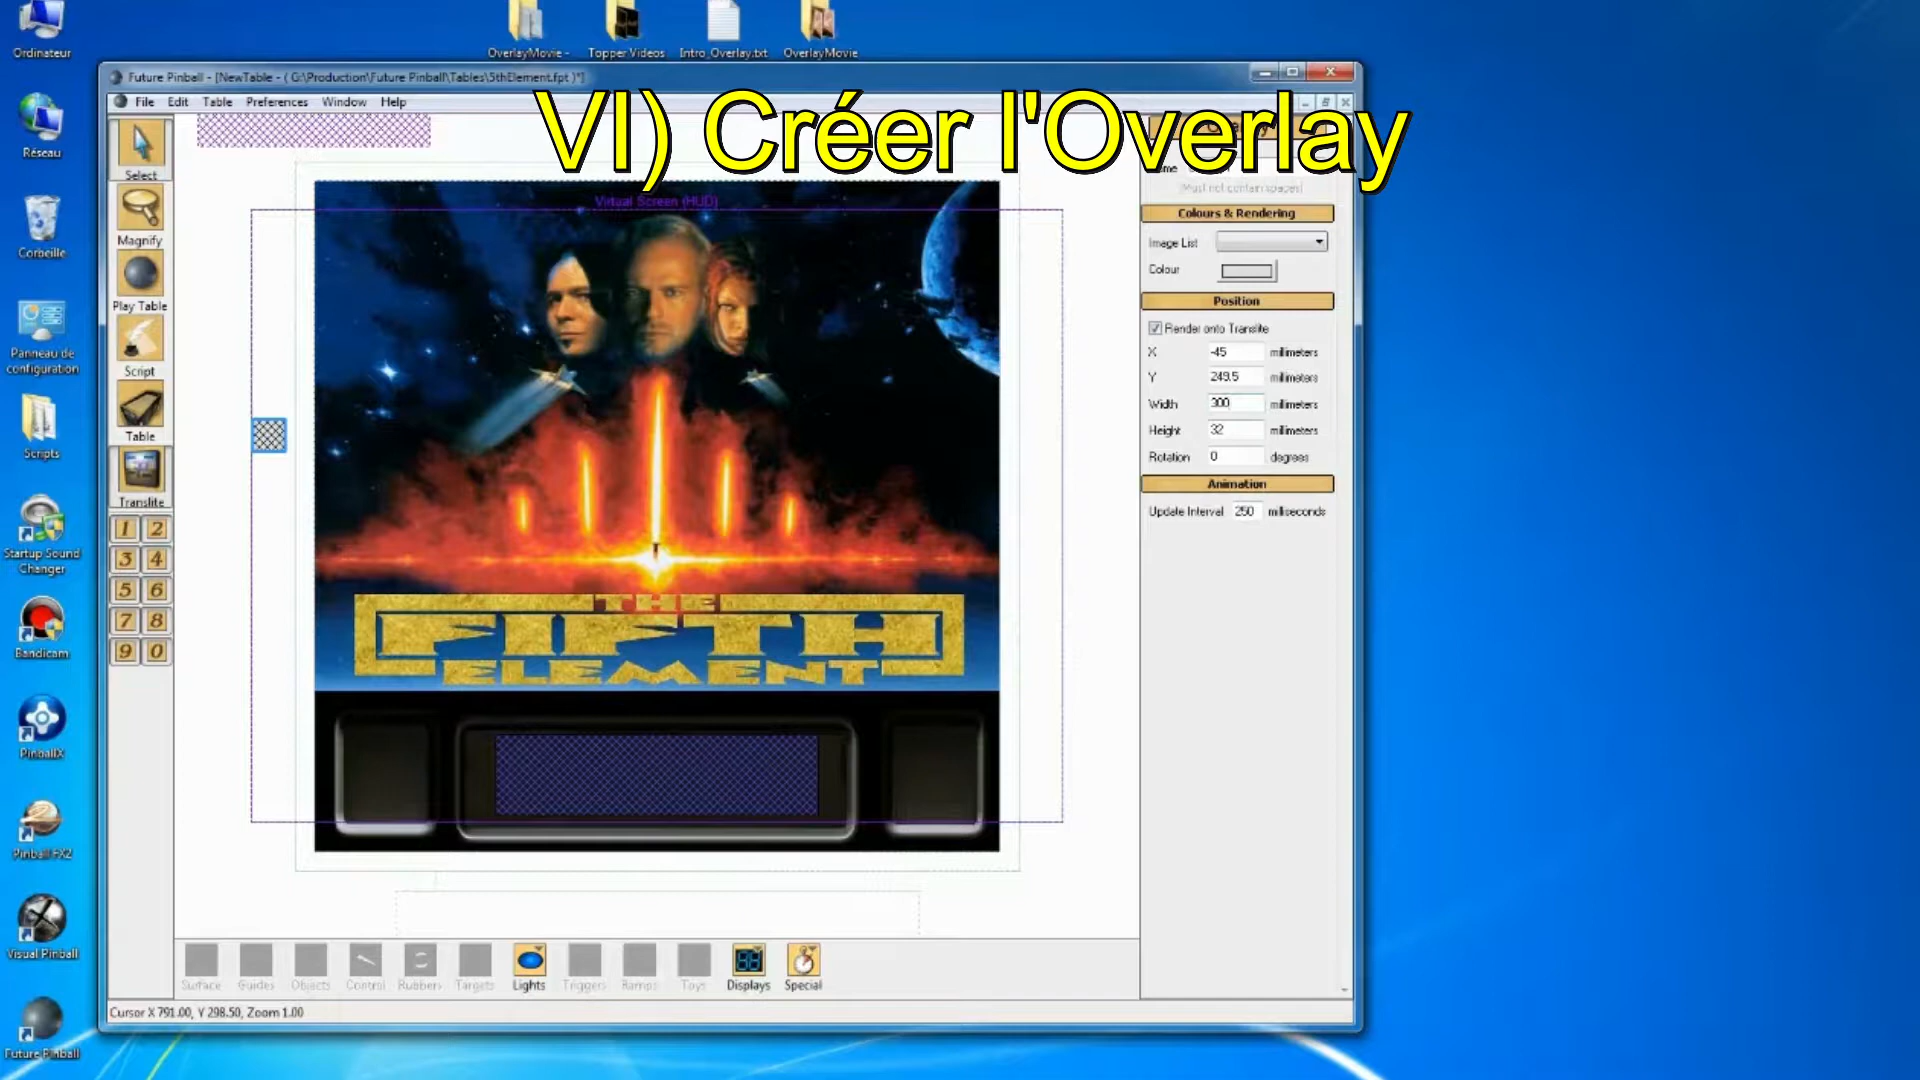 Ordinateur
OverlayMovie -
Topper Videos
Intro_Overlay.txt
OverlayMovie
Future Pinball - [NewTable - ( G:\Production\Future Pinball\Tables\5thElement.fpt )*]
File Edit Table Preferences Window Help
VI) Créer l'Overlay
Réseau
Corbeille
Panneau de
configuration
Scripts
Startup Sound
Changer
Bandicam
PinballX
Pinball FX2
Visual Pinball
Future Pinball
Select
Magnify
Play Table
Script
Table
Translite
1 2
3 4
5 6
7 8
9 0
Virtual Screen (HUD)
THE
FIFTH
ELEMENT
(Must not contain spaces)
Colours & Rendering
Image List
Colour
Position
Render onto Translite
X -45 millimeters
Y 249.5 millimeters
Width 300 millimeters
Height 32 millimeters
Rotation 0 degrees
Animation
Update Interval 250 milliseconds
Surface Guides Objects Control Rubbers Targets Lights Triggers Ramps Toys Displays Special
Cursor X 791.00, Y 298.50, Zoom 1.00